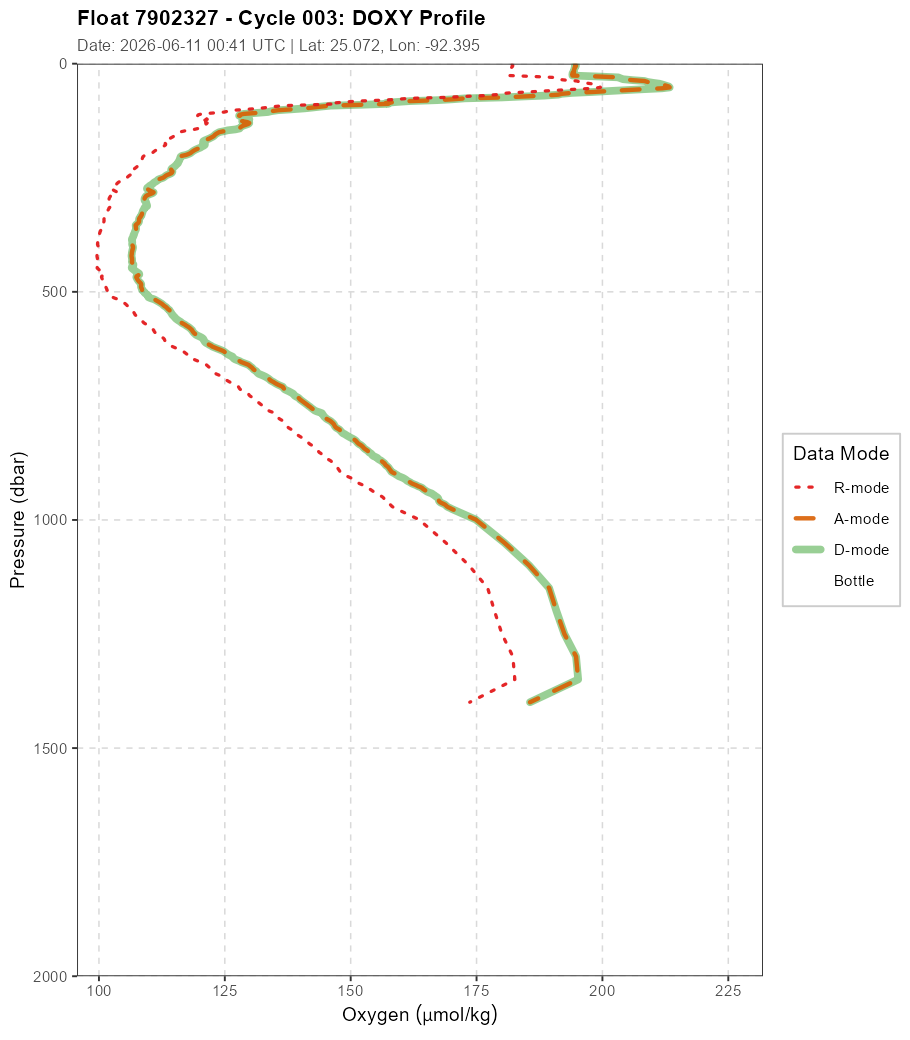 Float 7902327 - Cycle 003: DOXY Profile
Date: 2026-06-11 00:41 UTC | Lat: 25.072, Lon: -92.395
0
500
1000
1500
2000
Pressure (dbar)
100 125 150 175 200 225
Oxygen (μmol/kg)
Data Mode
R-mode
A-mode
D-mode
Bottle